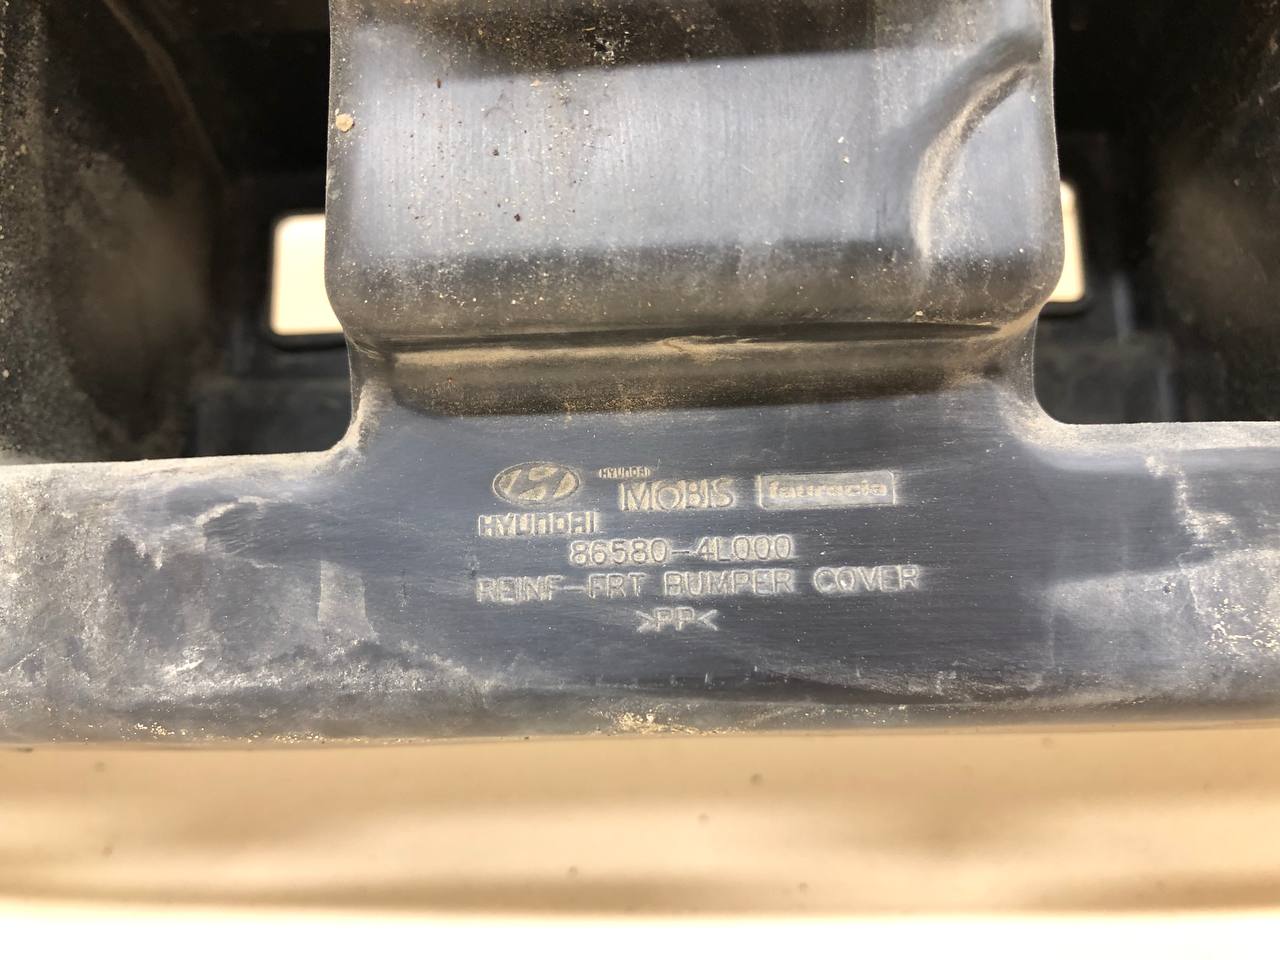 HYUNDAI
HYUNDAI
MOBIS
faurecia
86580-4L000
REINF-FRT BUMPER COVER
>PP<